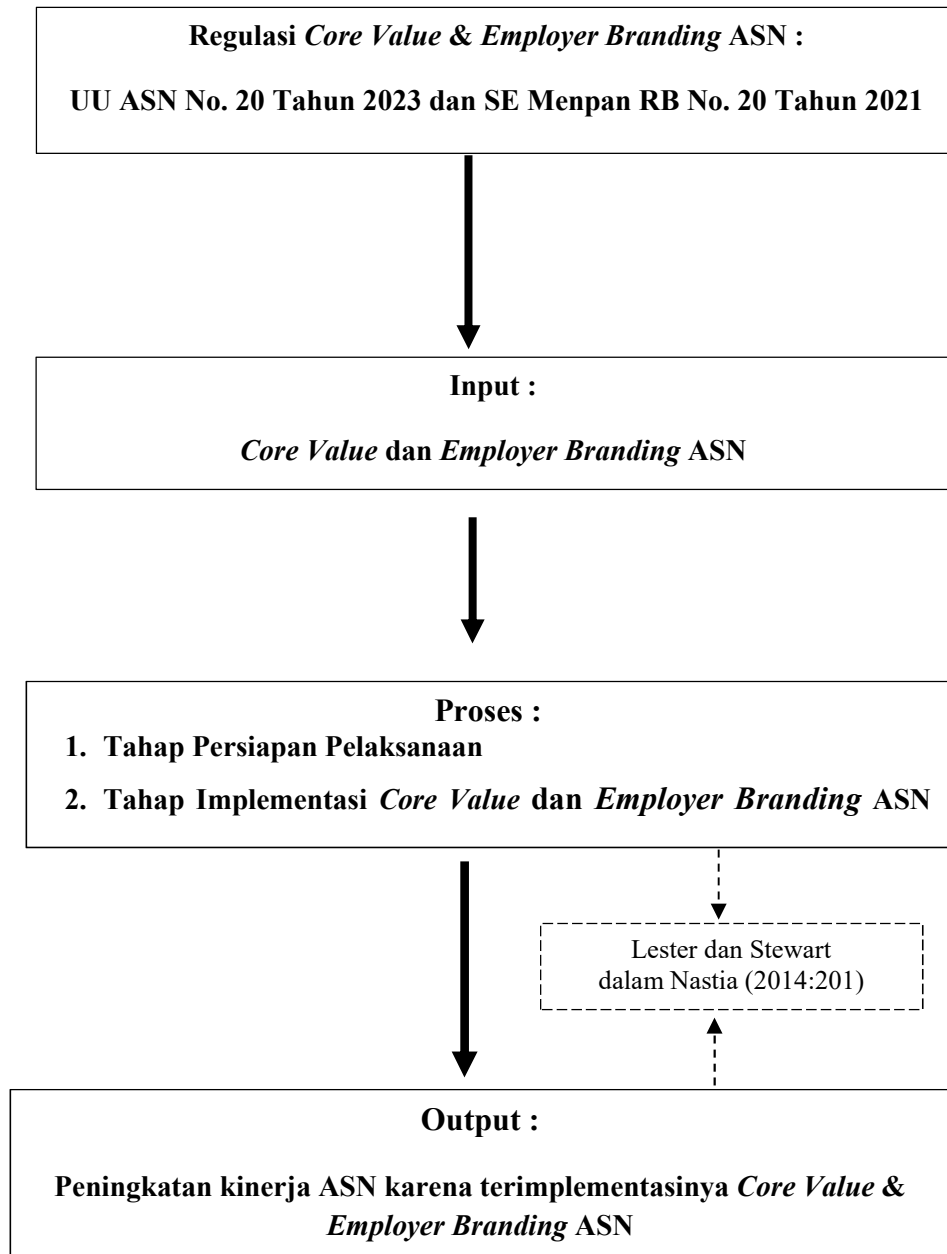 Regulasi Core Value & Employer Branding ASN :
UU ASN No. 20 Tahun 2023 dan SE Menpan RB No. 20 Tahun 2021
Input :
Core Value dan Employer Branding ASN
Proses :
1. Tahap Persiapan Pelaksanaan
2. Tahap Implementasi Core Value dan Employer Branding ASN
Lester dan Stewart
dalam Nastia (2014:201)
Output :
Peningkatan kinerja ASN karena terimplementasinya Core Value &
Employer Branding ASN